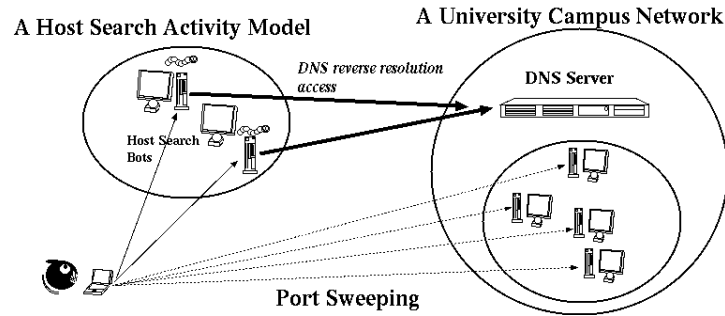 A Host Search Activity Model
A University Campus Network
DNS reverse resolution
access
DNS Server
Host Search
Bots
Port Sweeping